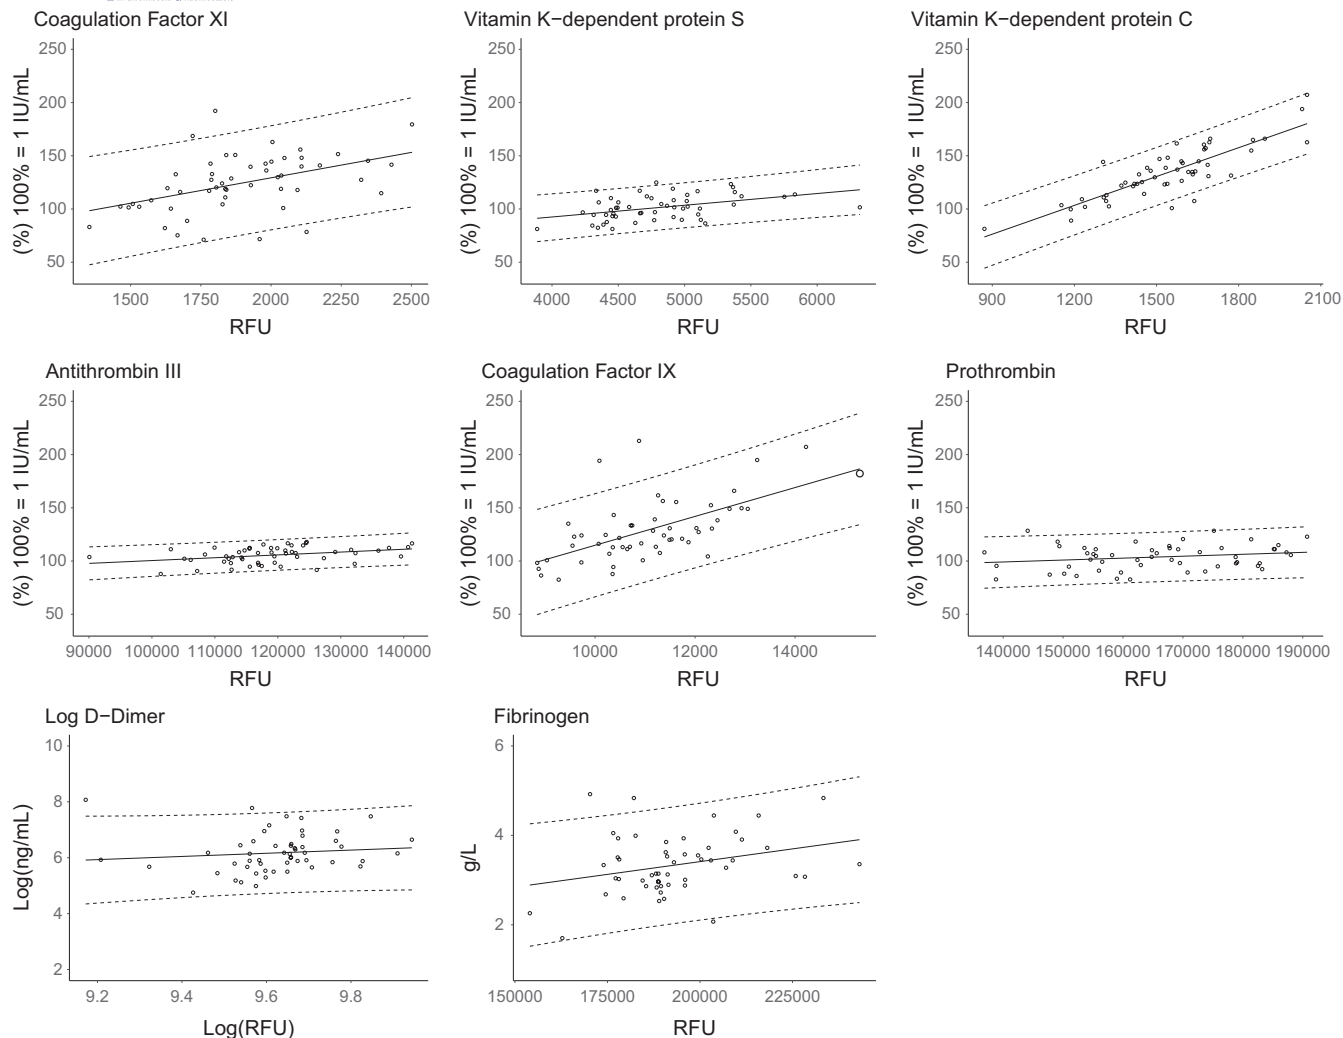 Coagulation Factor XI
Vitamin K−dependent protein S
Vitamin K−dependent protein C
(%) 100% = 1 IU/mL
250
200
150
100
50
1500 1750 2000 2250 2500
RFU
(%) 100% = 1 IU/mL
250
200
150
100
50
4000 4500 5000 5500 6000
RFU
(%) 100% = 1 IU/mL
250
200
150
100
50
900 1200 1500 1800 2100
RFU
Antithrombin III
Coagulation Factor IX
Prothrombin
(%) 100% = 1 IU/mL
250
200
150
100
50
90000 100000 110000 120000 130000 140000
RFU
(%) 100% = 1 IU/mL
250
200
150
100
50
10000 12000 14000
RFU
(%) 100% = 1 IU/mL
250
200
150
100
50
140000 150000 160000 170000 180000 190000
RFU
Log D−Dimer
Fibrinogen
Log(ng/mL)
10
8
6
4
2
9.2 9.4 9.6 9.8
Log(RFU)
g/L
6
4
2
150000 175000 200000 225000
RFU